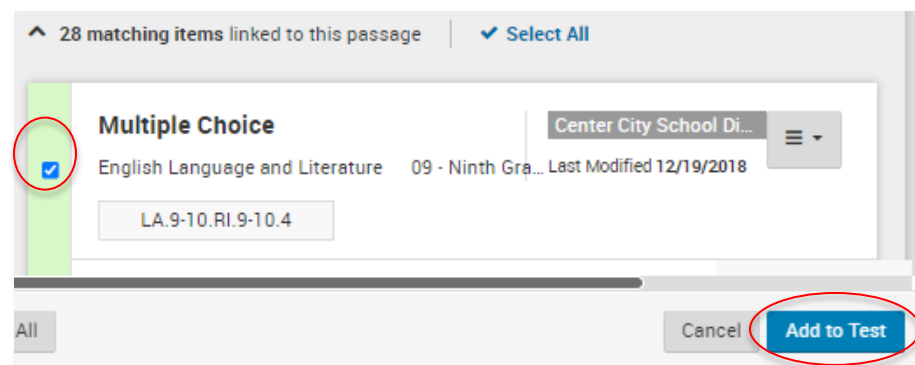 28 matching items linked to this passage Select All
Multiple Choice Center City School Di...
English Language and Literature 09 - Ninth Gra... Last Modified 12/19/2018
LA.9-10.RI.9-10.4
All Cancel Add to Test